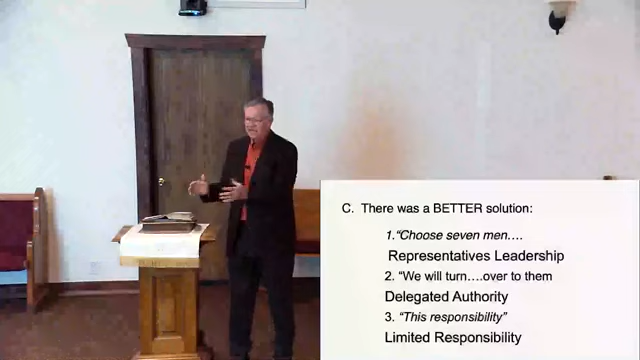 C. There was a BETTER solution:
1.“Choose seven men….
Representatives Leadership
2. “We will turn….over to them
Delegated Authority
3. “This responsibility”
Limited Responsibility